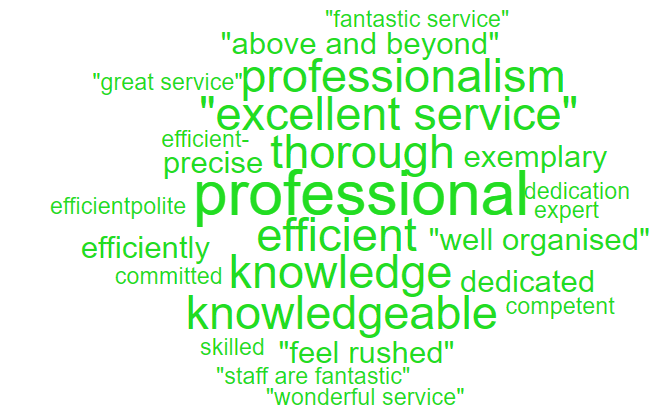 "fantastic service"
"above and beyond"
"great service" professionalism
"excellent service"
efficient-
precise thorough exemplary
professional dedication
efficientpolite expert
efficient "well organised"
efficiently
committed knowledge dedicated
knowledgeable competent
skilled "feel rushed"
"staff are fantastic"
"wonderful service"